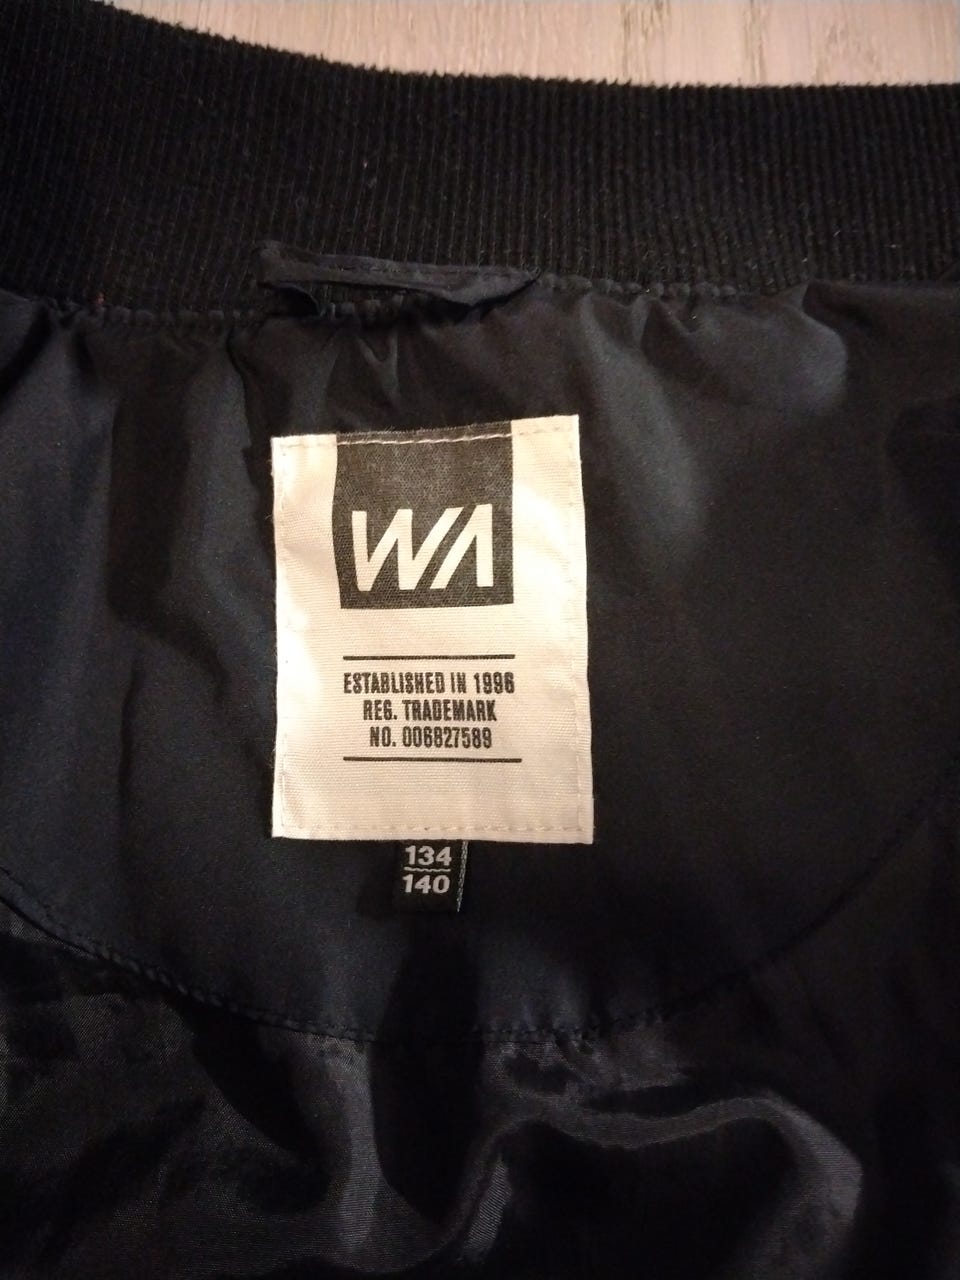 WA
ESTABLISHED IN 1996
REG. TRADEMARK
NO. 006827589
134
140